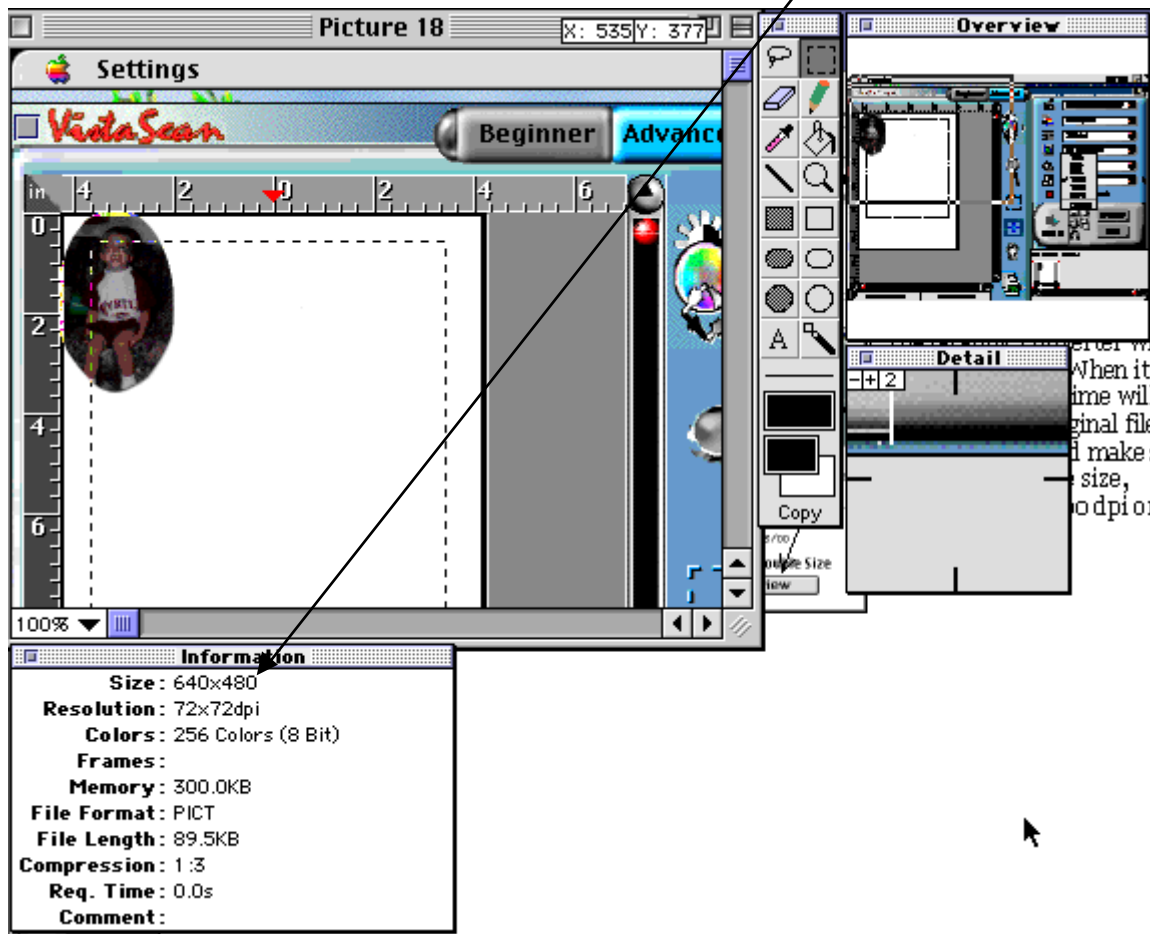 Picture 18
X: 535 Y: 377
Settings
VistaScan
Beginner
Advance
in 4 2 0 2 4 6
0
2
4
6
100%
Overview
Detail
- + 2
A
Copy
When it
ime will
ginal file
make
size,
Information
Size: 640x480
Resolution: 72x72dpi
Colors: 256 Colors (8 Bit)
Frames:
Memory: 300.0KB
File Format: PICT
File Length: 89.5KB
Compression: 1:3
Req. Time: 0.0s
Comment: